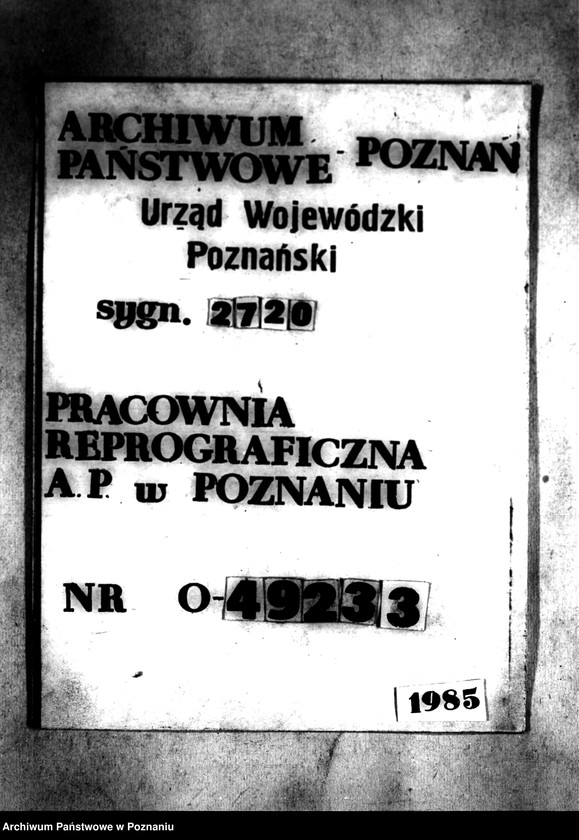 ARCHIWUM
PAŃSTWOWE - POZNAŃ
Urząd Wojewódzki
Poznański
sygn. 2720
PRACOWNIA
REPROGRAFICZNA
A.P. w POZNANIU
NR O-49233
1985
Archiwum Państwowe w Poznaniu